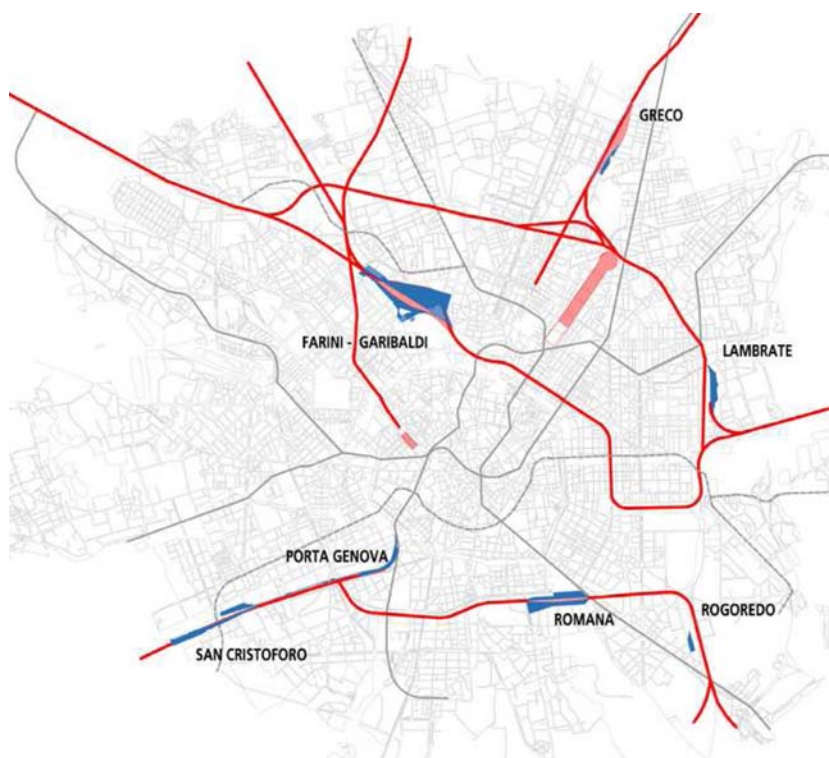 GRECO
FARINI - GARIBALDI
LAMBRATE
PORTA GENOVA
ROMANA
ROGOREDO
SAN CRISTOFORO